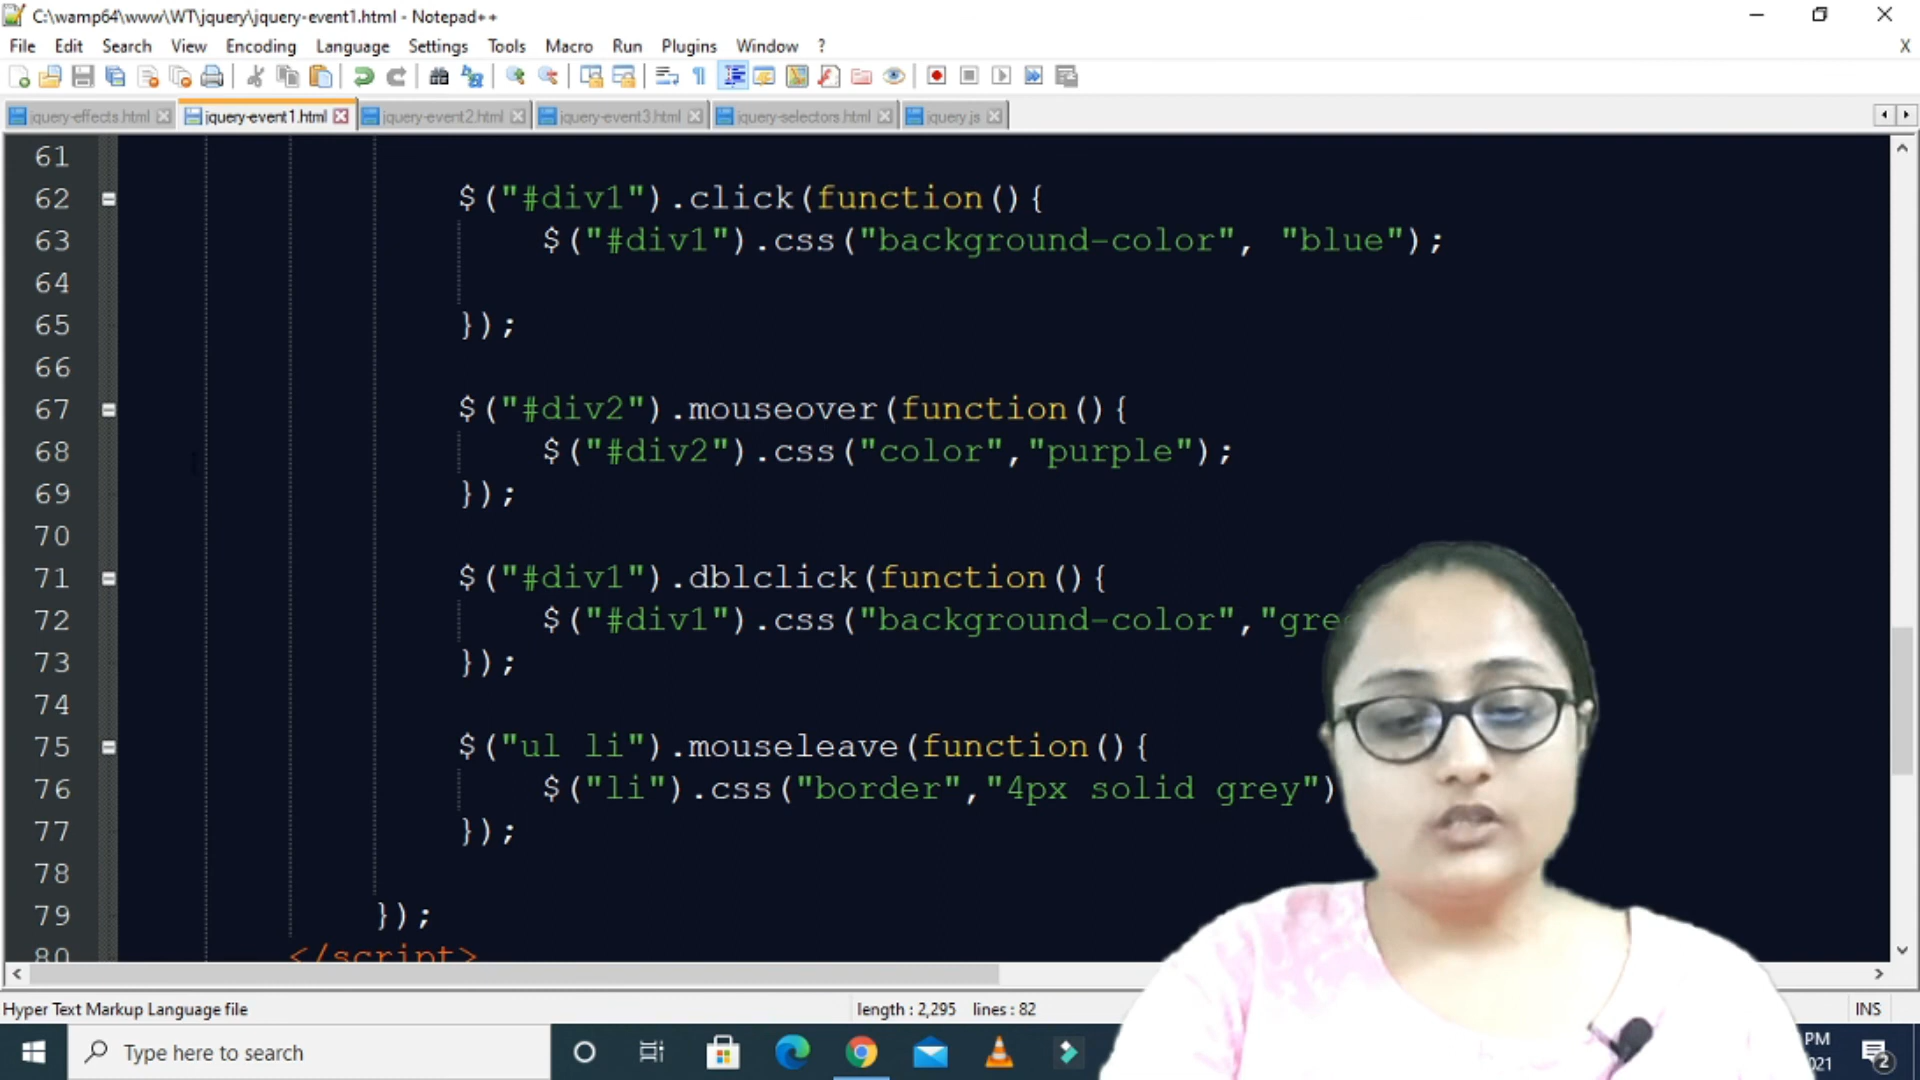 C:\wamp64\www\WT\jquery\jquery-event1.html - Notepad++
File Edit Search View Encoding Language Settings Tools Macro Run Plugins Window ? X
jquery-effects.html jquery-event1.html jquery-event2.html jquery-event3.html jquery-selectors.html jquery.js
61
62 $("#div1").click(function(){
63 $("#div1").css("background-color", "blue");
64
65 });
66
67 $("#div2").mouseover(function(){
68 $("#div2").css("color","purple");
69 });
70
71 $("#div1").dblclick(function(){
72 $("#div1").css("background-color","gre
73 });
74
75 $("ul li").mouseleave(function(){
76 $("li").css("border","4px solid grey")
77 });
78
79 });
80 </script>
Hyper Text Markup Language file length : 2,295 lines : 82 INS
Type here to search PM
021 2